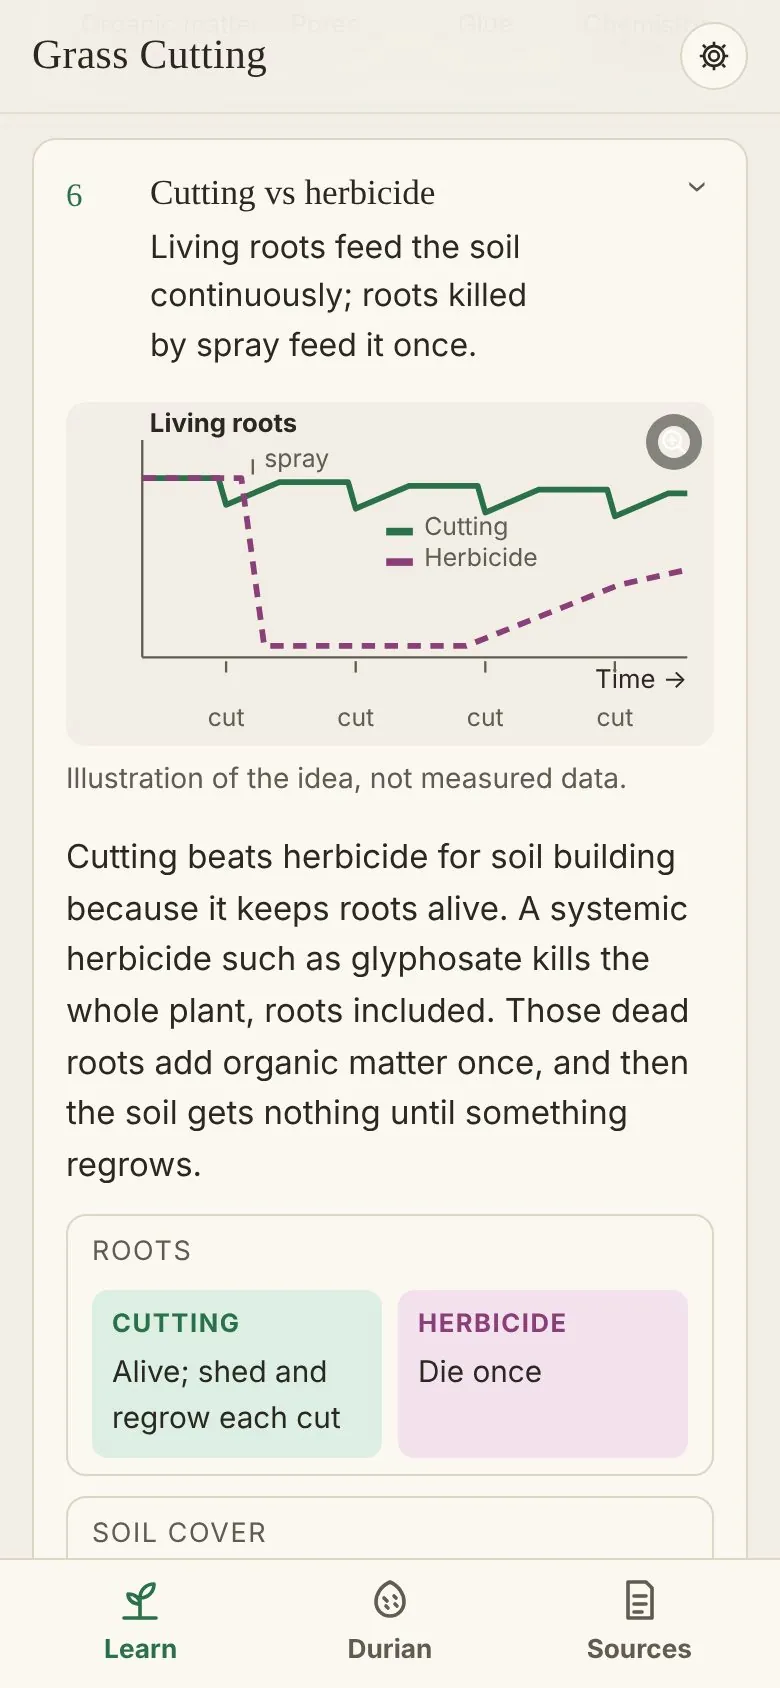 Organic matter Pores Glue
Grass Cutting
6
Cutting vs herbicide
Living roots feed the soil
continuously; roots killed
by spray feed it once.
Living roots
spray
Cutting
Herbicide
Time →
cut cut cut cut
Illustration of the idea, not measured data.
Cutting beats herbicide for soil building
because it keeps roots alive. A systemic
herbicide such as glyphosate kills the
whole plant, roots included. Those dead
roots add organic matter once, and then
the soil gets nothing until something
regrows.
ROOTS
CUTTING
Alive; shed and
regrow each cut
HERBICIDE
Die once
SOIL COVER
Learn Durian Sources